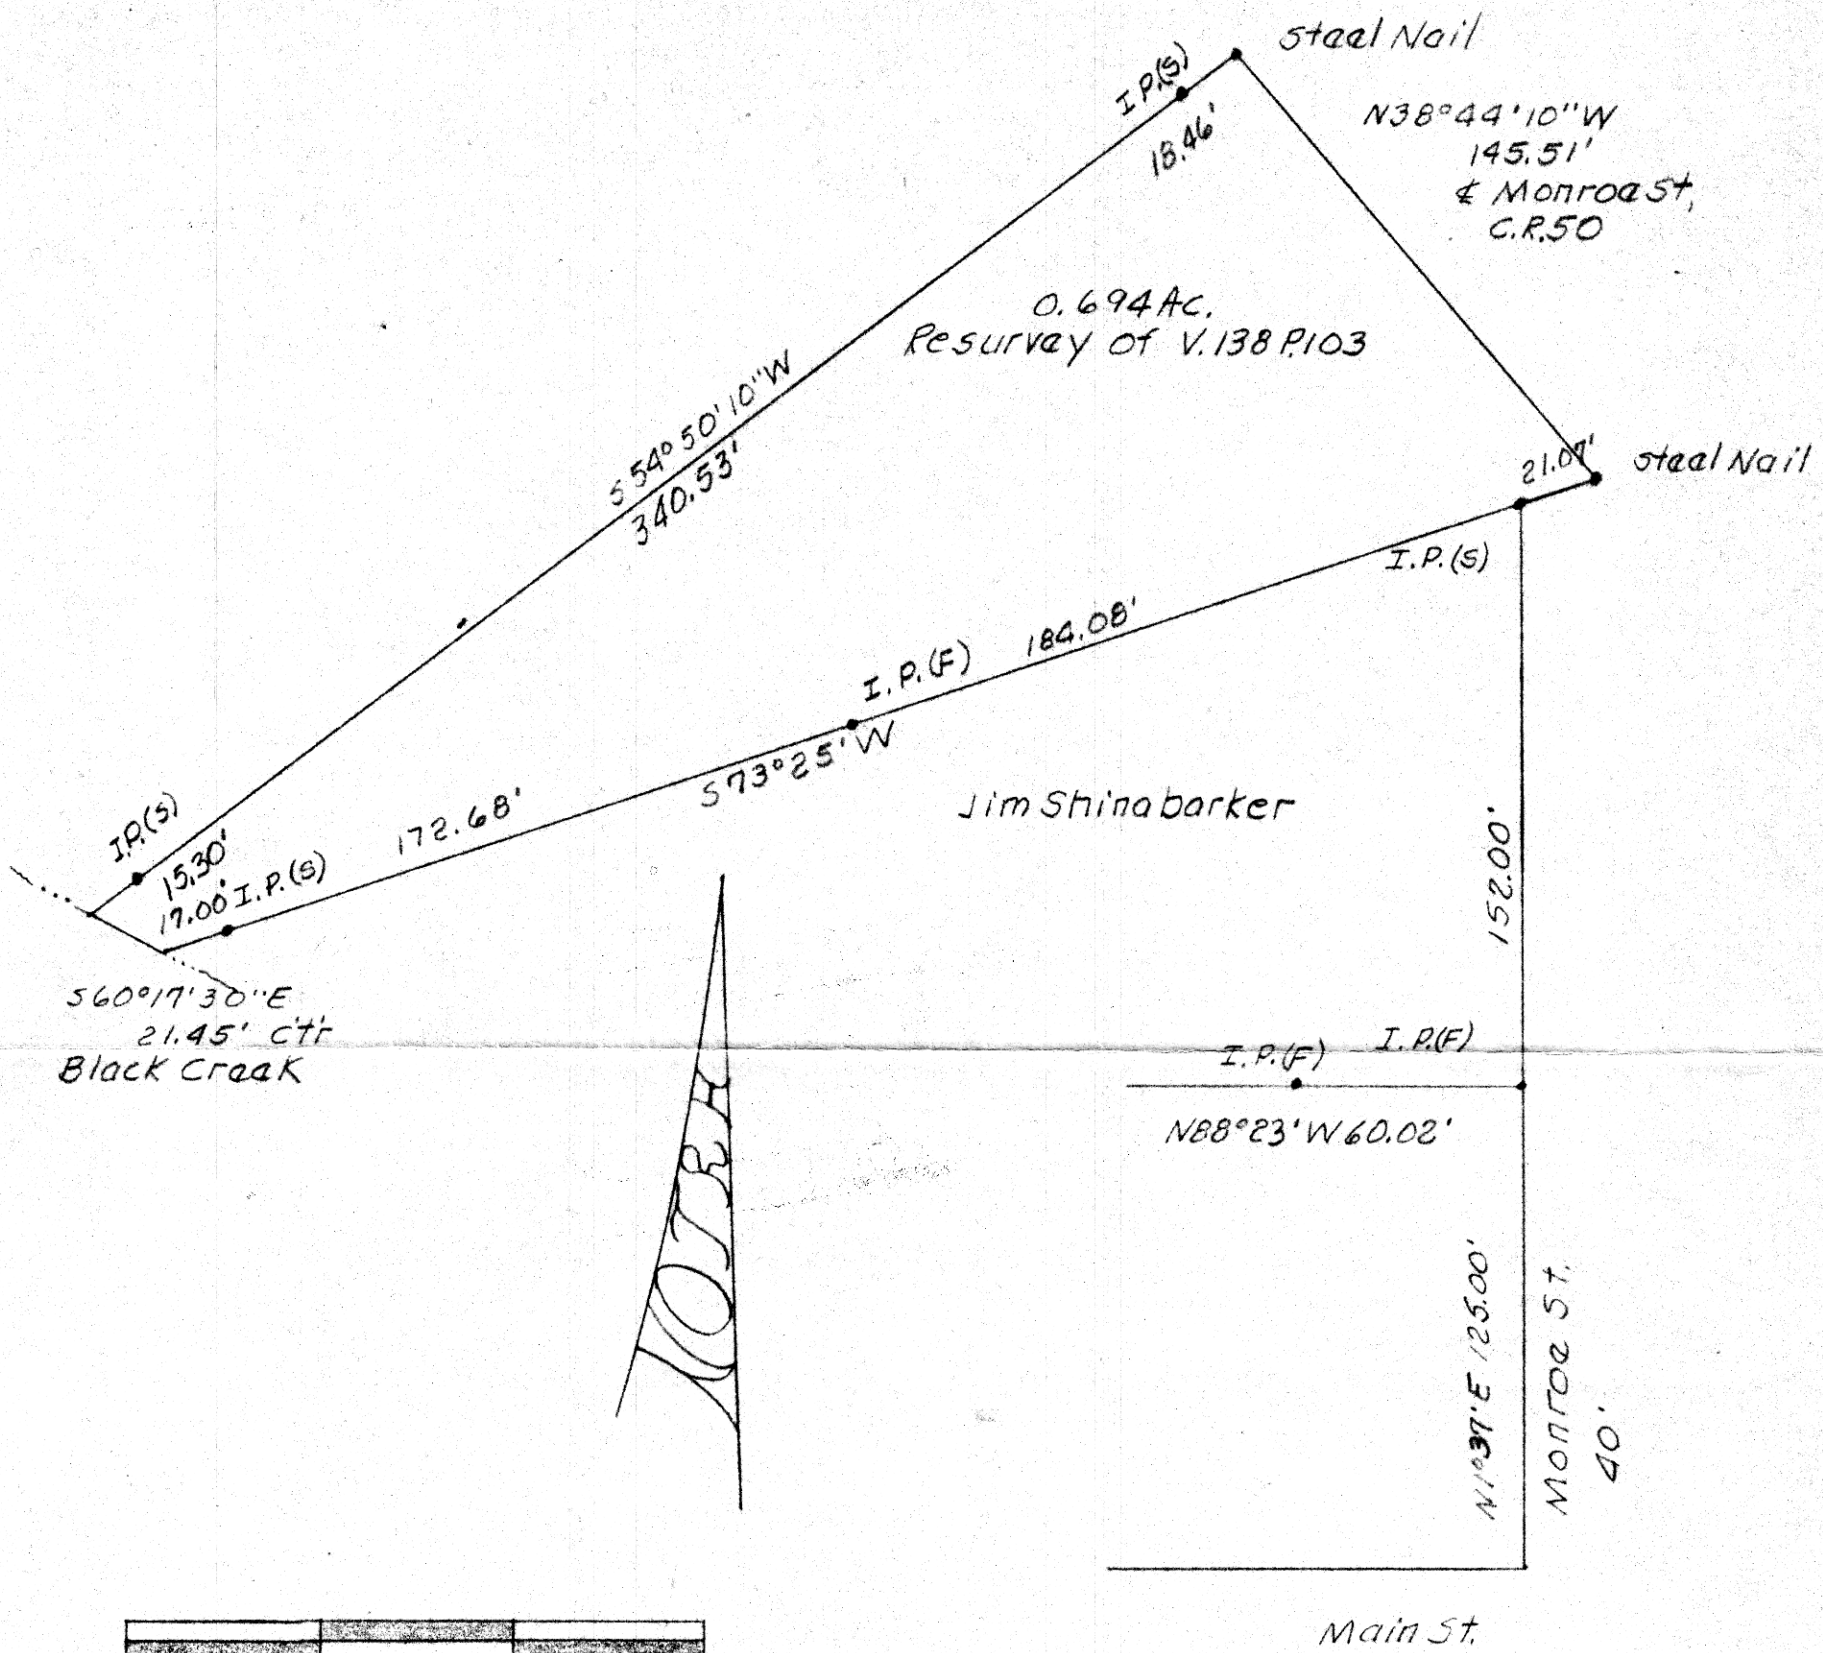 Steel Nail
I.P.(S)
18.46'
N38°44'10"W
145.51'
℄ Monroe St.
C.R.50
0.694 Ac.
Resurvey of V.138 P.103
S54°50'10"W
340.53'
21.07'
Steel Nail
I.P.(S)
184.08'
I.P.(F)
S73°25'W
172.68'
Jim Shinabarker
I.P.(S)
15.30'
17.00'
I.P.(S)
S60°17'30"E
21.45' Ctr
Black Creek
152.00'
I.P.(F)
I.P.(F)
N88°23'W 60.02'
NORTH
N1°37'E 125.00'
Monroe St.
40'
Main St.